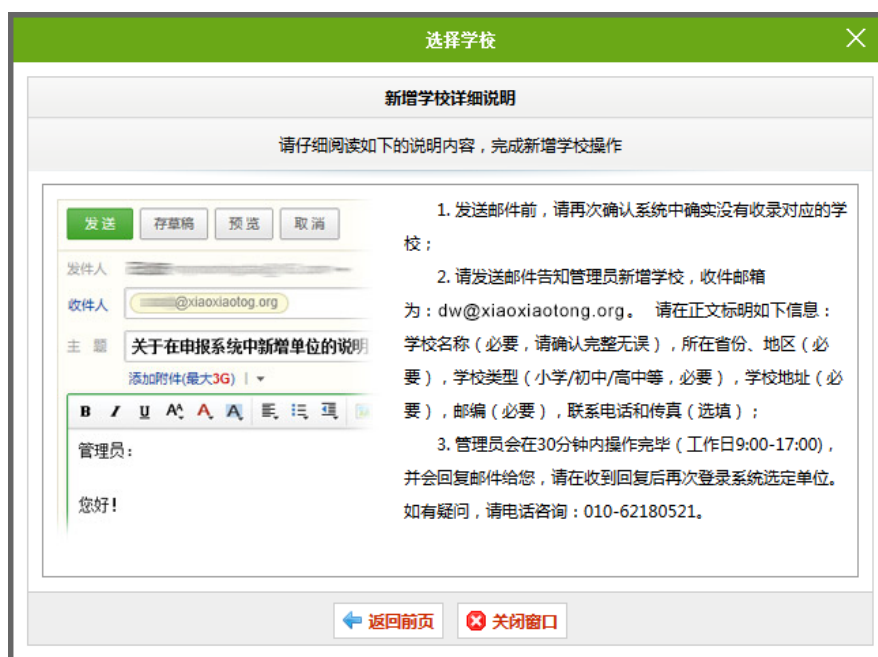 选择学校
新增学校详细说明
请仔细阅读如下的说明内容，完成新增学校操作
发送 存草稿 预览 取消
发件人
收件人 @xiaoxiaotog.org
主 题 关于在申报系统中新增单位的说明
添加附件(最大3G) |
B I U A A A
管理员：
您好！
1. 发送邮件前，请再次确认系统中确实没有收录对应的学
校；
2. 请发送邮件告知管理员新增学校，收件邮箱
为：dw@xiaoxiaotong.org。 请在正文标明如下信息：
学校名称（必要，请确认完整无误），所在省份、地区（必
要），学校类型（小学/初中/高中等，必要），学校地址（必
要），邮编（必要），联系电话和传真（选填）；
3. 管理员会在30分钟内操作完毕（工作日9:00-17:00)，
并会回复邮件给您，请在收到回复后再次登录系统选定单位。
如有疑问，请电话咨询：010-62180521。
返回前页 关闭窗口